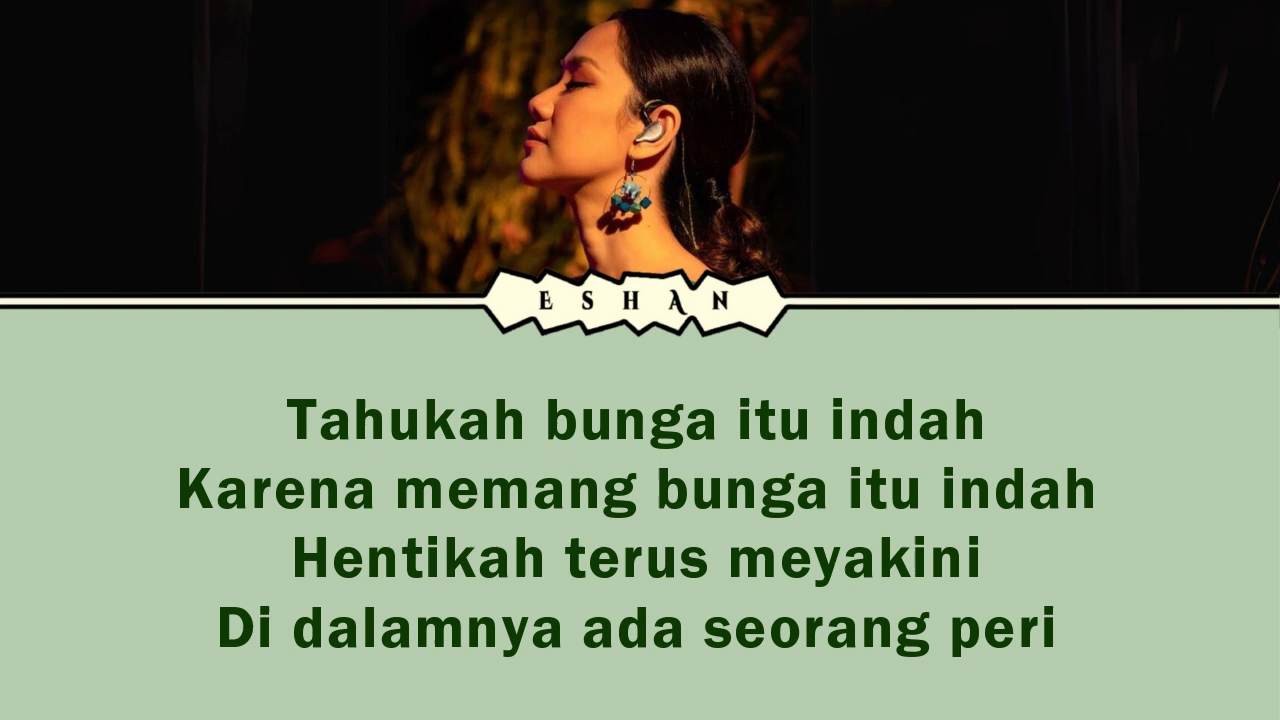 ESHAN
Tahukah bunga itu indah
Karena memang bunga itu indah
Hentikah terus meyakini
Di dalamnya ada seorang peri